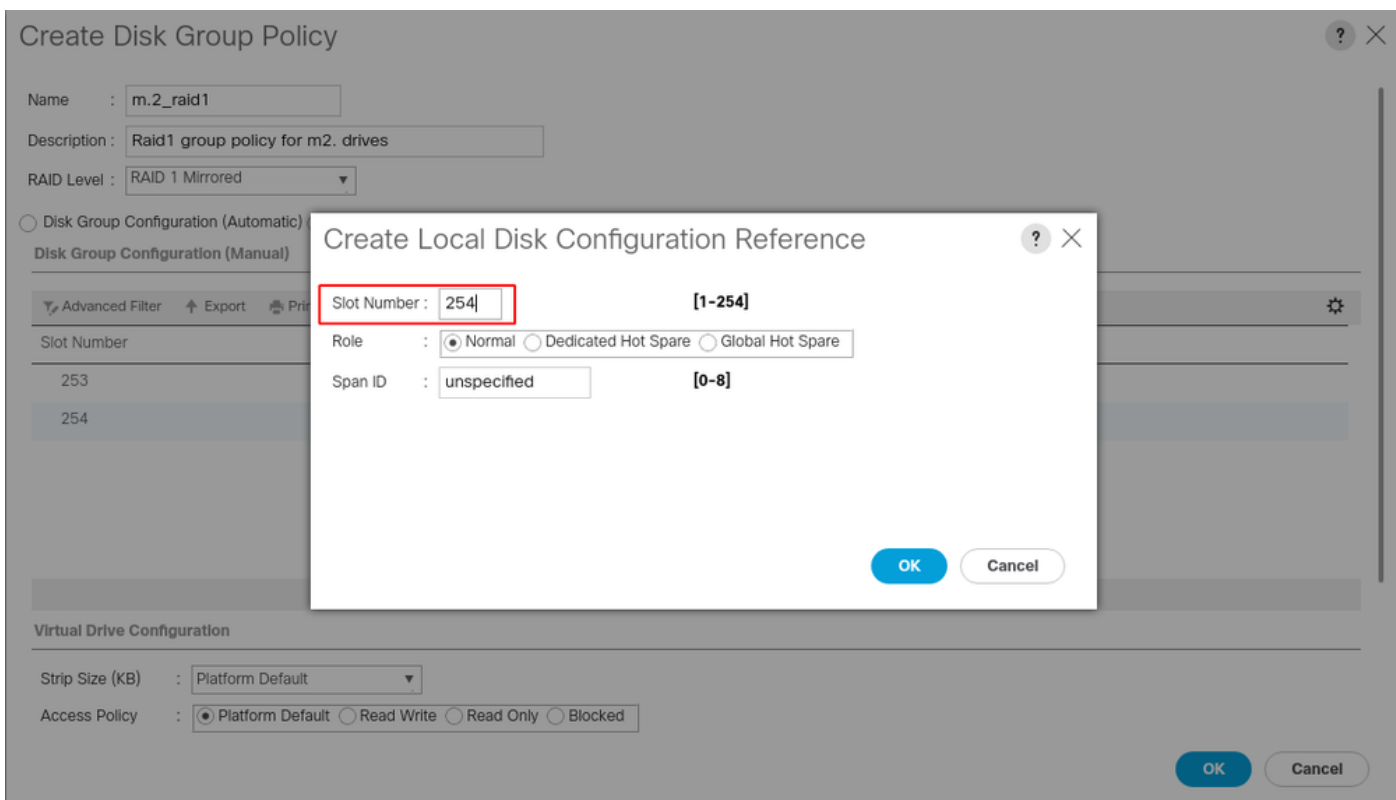 Create Disk Group Policy
?
Name : m.2_raid1
Description : Raid1 group policy for m2. drives
RAID Level : RAID 1 Mirrored
Disk Group Configuration (Automatic)
Disk Group Configuration (Manual)
Advanced Filter Export Prin
Slot Number
253
254
Create Local Disk Configuration Reference
?
Slot Number : 254 [1-254]
Role : Normal Dedicated Hot Spare Global Hot Spare
Span ID : unspecified [0-8]
OK Cancel
Virtual Drive Configuration
Strip Size (KB) : Platform Default
Access Policy : Platform Default Read Write Read Only Blocked
OK Cancel